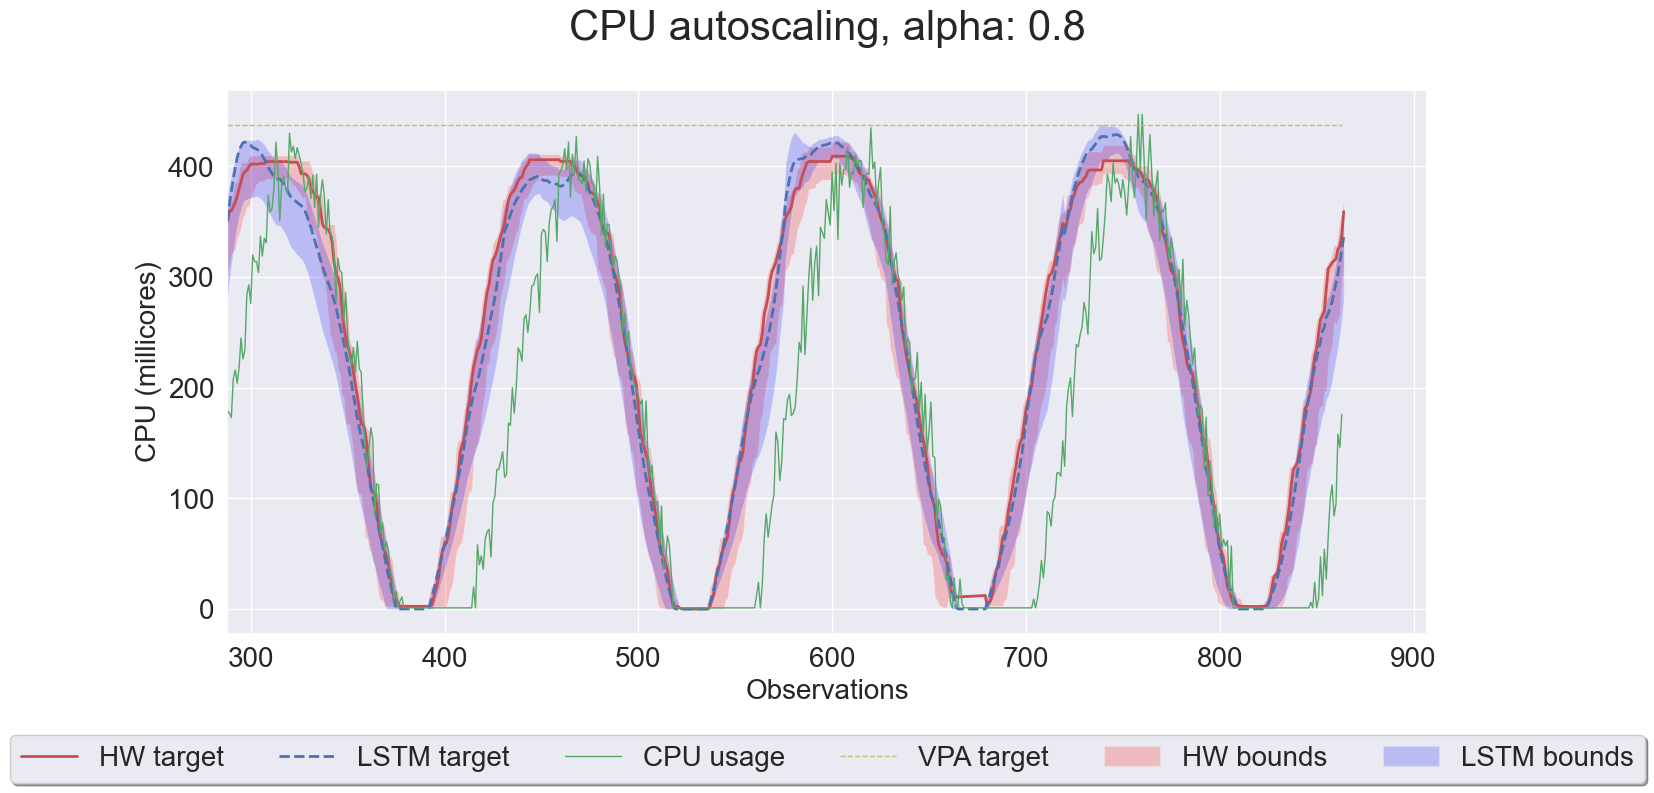 CPU autoscaling, alpha: 0.8
CPU (millicores)
400
300
200
100
0
300 400 500 600 700 800 900
Observations
HW target LSTM target CPU usage VPA target HW bounds LSTM bounds